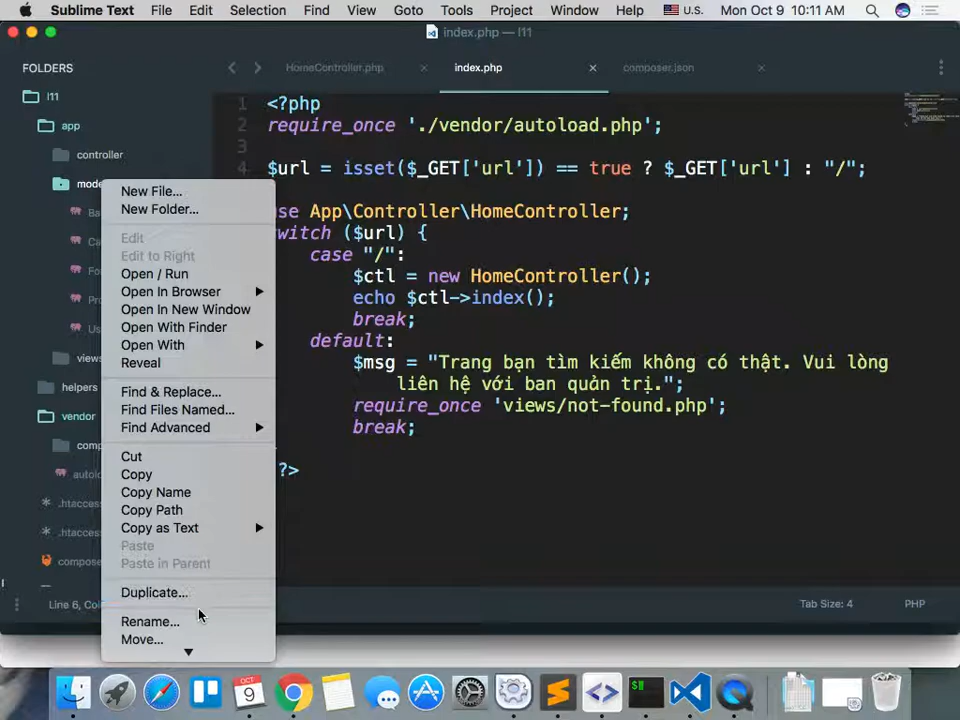 Sublime Text File Edit Selection Find View Goto Tools Project Window Help U.S. Mon Oct 9 10:11 AM
index.php — l11
FOLDERS
HomeController.php × index.php × composer.json ×
l11
app
controller
views
helpers
vendor
1 <?php
2 require_once './vendor/autoload.php';
3
4 $url = isset($_GET['url']) == true ? $_GET['url'] : "/";
App\Controller\HomeController;
($url) {
case "/":
$ctl = new HomeController();
echo $ctl->index();
break;
default:
$msg = "Trang bạn tìm kiếm không có thật. Vui lòng
liên hệ với ban quản trị.";
require_once 'views/not-found.php';
break;
?>
New File...
New Folder...
Edit
Edit to Right
Open / Run
Open In Browser
Open In New Window
Open With Finder
Open With
Reveal
Find & Replace...
Find Files Named...
Find Advanced
Cut
Copy
Copy Name
Copy Path
Copy as Text
Paste
Paste in Parent
Duplicate...
Rename...
Move...
Tab Size: 4 PHP
OCT
9